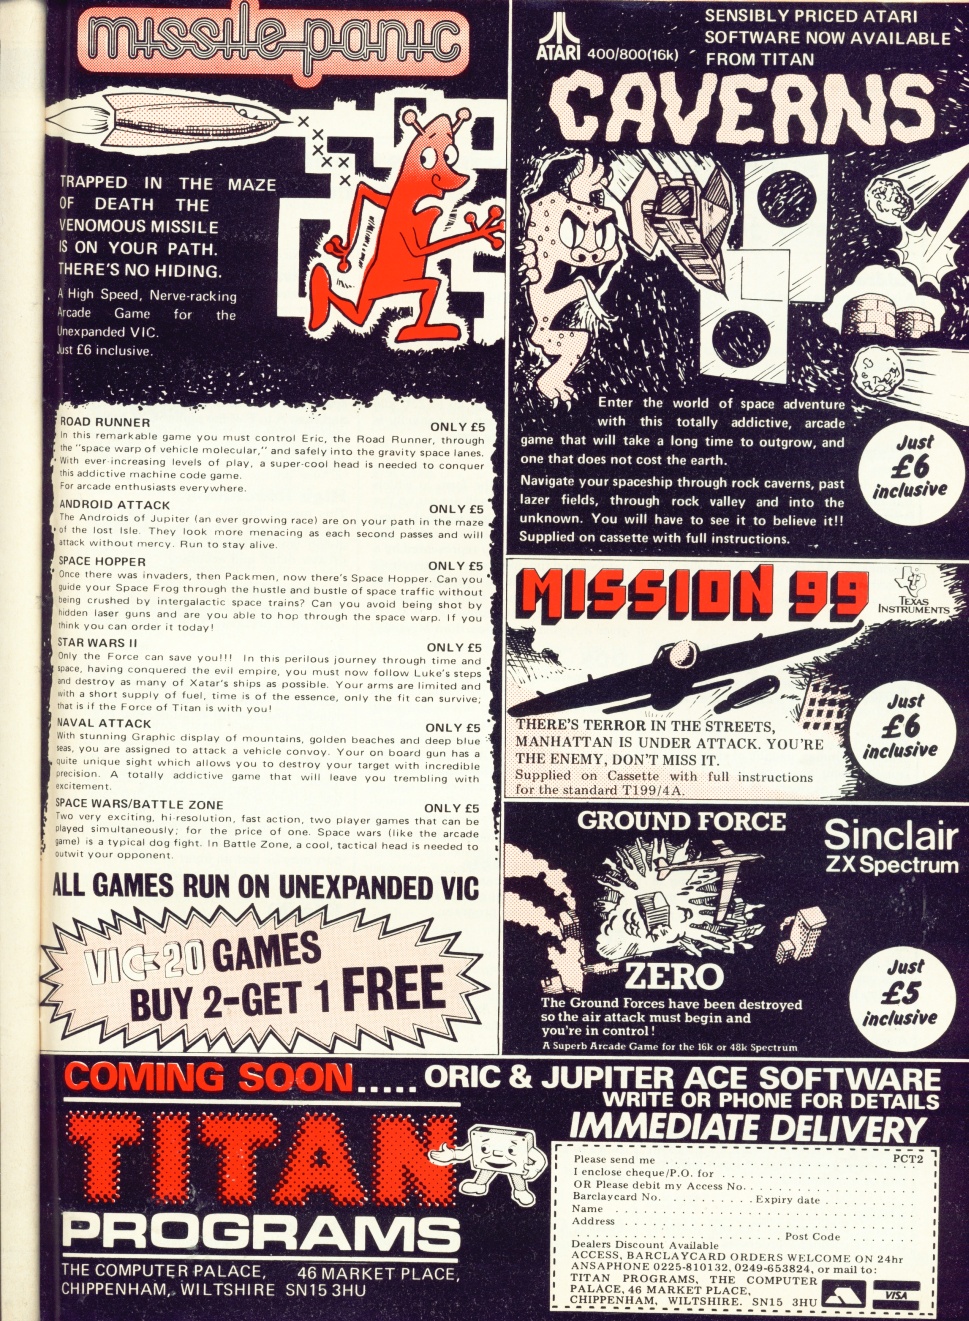 missile panic
TRAPPED IN THE MAZE
OF DEATH THE
VENOMOUS MISSILE
IS ON YOUR PATH.
THERE'S NO HIDING.
A High Speed, Nerve-racking
Arcade Game for the
Unexpanded VIC.
Just £6 inclusive.
ROAD RUNNER ONLY £5
In this remarkable game you must control Eric, the Road Runner, through
the "space warp of vehicle molecular," and safely into the gravity space lanes.
With ever-increasing levels of play, a super-cool head is needed to conquer
this addictive machine code game.
For arcade enthusiasts everywhere.
ANDROID ATTACK ONLY £5
The Androids of Jupiter (an ever growing race) are on your path in the maze
of the lost Isle. They look more menacing as each second passes and will
attack without mercy. Run to stay alive.
SPACE HOPPER ONLY £5
Once there was invaders, then Packmen, now there's Space Hopper. Can you
guide your Space Frog through the hustle and bustle of space traffic without
being crushed by intergalactic space trains? Can you avoid being shot by
hidden laser guns and are you able to hop through the space warp. If you
think you can order it today!
STAR WARS II ONLY £5
Only the Force can save you!!! In this perilous journey through time and
space, having conquered the evil empire, you must now follow Luke's steps
and destroy as many of Xatar's ships as possible. Your arms are limited and
with a short supply of fuel, time is of the essence, only the fit can survive;
that is if the Force of Titan is with you!
NAVAL ATTACK ONLY £5
With stunning Graphic display of mountains, golden beaches and deep blue
seas, you are assigned to attack a vehicle convoy. Your on board gun has a
quite unique sight which allows you to destroy your target with incredible
precision. A totally addictive game that will leave you trembling with
excitement.
SPACE WARS/BATTLE ZONE ONLY £5
Two very exciting, hi-resolution, fast action, two player games that can be
played simultaneously; for the price of one. Space wars (like the arcade
game) is a typical dog fight. In Battle Zone, a cool, tactical head is needed to
outwit your opponent.
ALL GAMES RUN ON UNEXPANDED VIC
VIC-20 GAMES
BUY 2-GET 1 FREE
SENSIBLY PRICED ATARI
SOFTWARE NOW AVAILABLE
FROM TITAN
ATARI 400/800(16k)
CAVERNS
Enter the world of space adventure
with this totally addictive, arcade
game that will take a long time to outgrow, and
one that does not cost the earth.
Navigate your spaceship through rock caverns, past
lazer fields, through rock valley and into the
unknown. You will have to see it to believe it!!
Supplied on cassette with full instructions.
Just
£6
inclusive
MISSION 99
TEXAS
INSTRUMENTS
THERE'S TERROR IN THE STREETS,
MANHATTAN IS UNDER ATTACK. YOU'RE
THE ENEMY, DON'T MISS IT.
Supplied on Cassette with full instructions
for the standard T199/4A.
Just
£6
inclusive
GROUND FORCE
ZERO
Sinclair
ZX Spectrum
The Ground Forces have been destroyed
so the air attack must begin and
you're in control!
A Superb Arcade Game for the 16k or 48k Spectrum
Just
£5
inclusive
COMING SOON..... ORIC & JUPITER ACE SOFTWARE
WRITE OR PHONE FOR DETAILS
IMMEDIATE DELIVERY
TITAN
PROGRAMS
THE COMPUTER PALACE, 46 MARKET PLACE,
CHIPPENHAM, WILTSHIRE SN15 3HU
Please send me . . . . . . . . . . PCT2
I enclose cheque/P.O. for . . . . . . . . . .
OR Please debit my Access No. . . . . . . . . . .
Barclaycard No. . . . . . . . . . . Expiry date . . . . . . . . . .
Name . . . . . . . . . .
Address . . . . . . . . . .
. . . . . . . . . . Post Code . . . . . . .
Dealers Discount Available
ACCESS, BARCLAYCARD ORDERS WELCOME ON 24hr
ANSAPHONE 0225-810132, 0249-653824, or mail to:
TITAN PROGRAMS, THE COMPUTER
PALACE, 46 MARKET PLACE,
CHIPPENHAM, WILTSHIRE. SN15 3HU
VISA